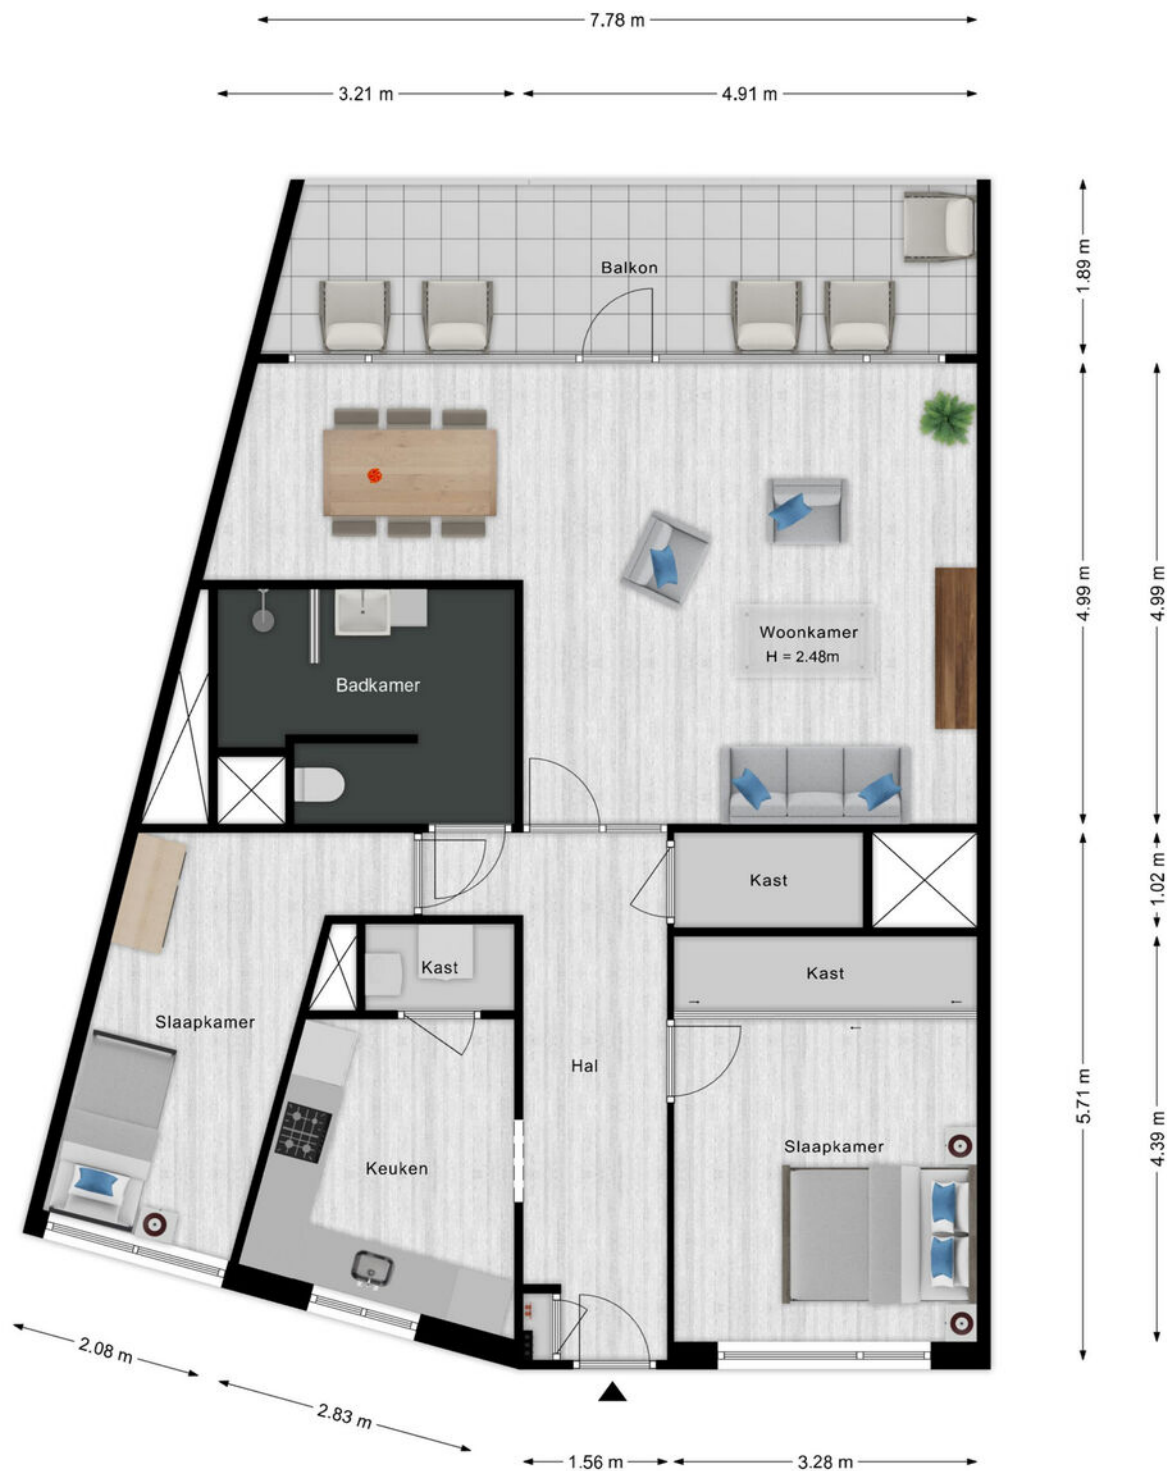 7.78 m
3.21 m
4.91 m
Balkon
1.89 m
4.99 m
4.99 m
Woonkamer
H = 2.48m
Badkamer
Kast
1.02 m
Kast
Kast
Slaapkamer
Hal
5.71 m
4.39 m
Slaapkamer
Keuken
2.08 m
2.83 m
1.56 m
3.28 m